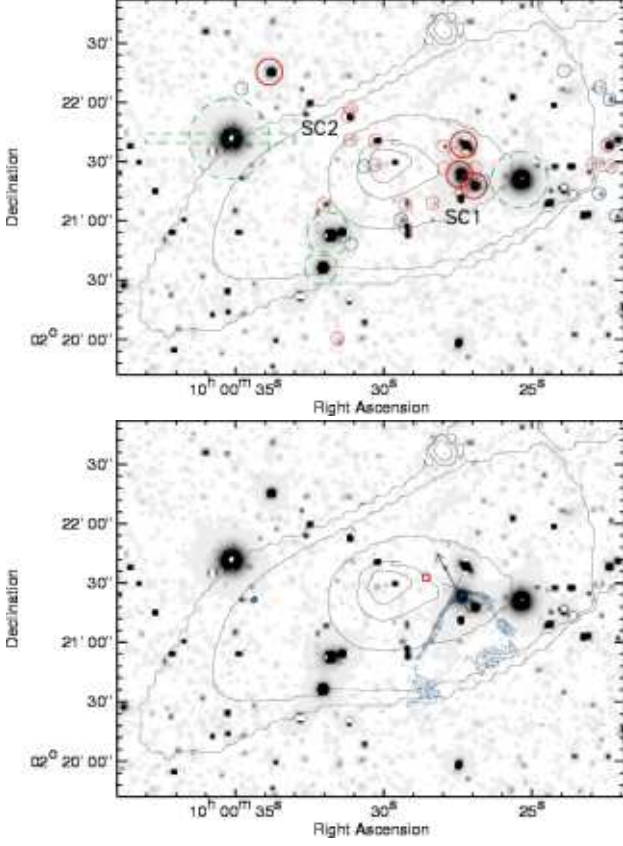 30"
22' 00"
SC2
30"
SC1
21' 00"
30"
02° 20' 00"
Declination
10h 00m 35s
30s
25s
Right Ascension
30"
22' 00"
30"
21' 00"
30"
02° 20' 00"
Declination
10h 00m 35s
30s
25s
Right Ascension